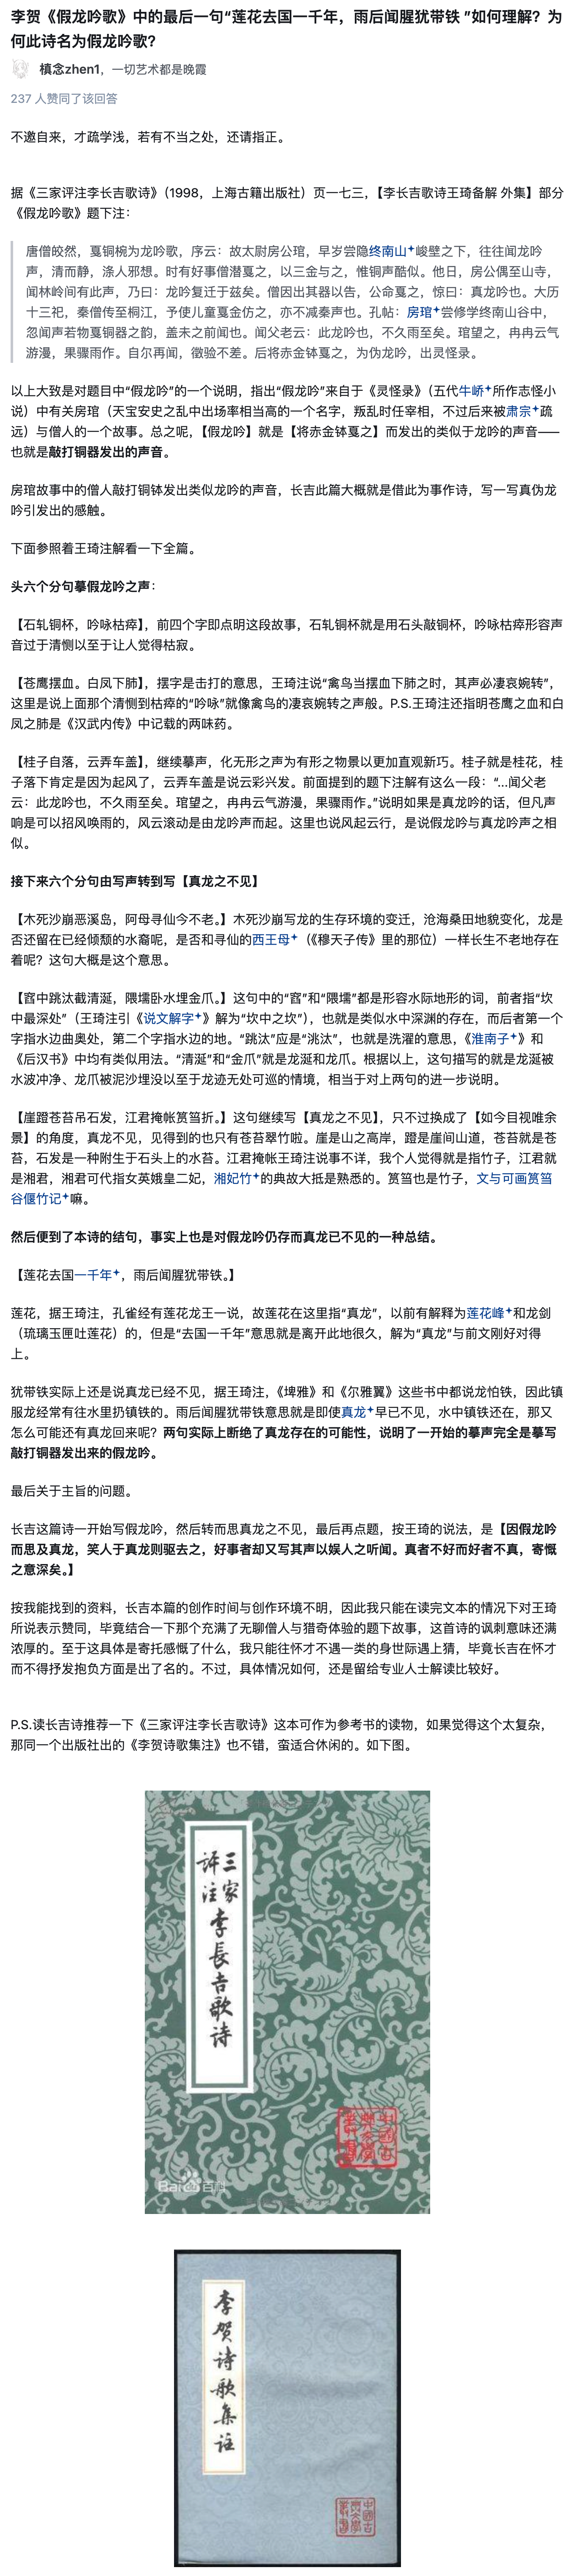 李贺《假龙吟歌》中的最后一句“莲花去国一千年，雨后闻腥犹带铁 ”如何理解？为
何此诗名为假龙吟歌？
槙念zhen1，一切艺术都是晚霞
237 人赞同了该回答
不邀自来，才疏学浅，若有不当之处，还请指正。
据《三家评注李长吉歌诗》（1998，上海古籍出版社）页一七三，【李长吉歌诗王琦备解 外集】部分
《假龙吟歌》题下注：
唐僧皎然，戛铜椀为龙吟歌，序云：故太尉房公琯，早岁尝隐终南山峻壁之下，往往闻龙吟
声，清而静，涤人邪想。时有好事僧潜戛之，以三金与之，惟铜声酷似。他日，房公偶至山寺，
闻林岭间有此声，乃曰：龙吟复迁于兹矣。僧因出其器以告，公命戛之，惊曰：真龙吟也。大历
十三祀，秦僧传至桐江，予使儿童戛金仿之，亦不减秦声也。孔帖：房琯尝修学终南山谷中，
忽闻声若物戛铜器之韵，盖未之前闻也。闻父老云：此龙吟也，不久雨至矣。琯望之，冉冉云气
游漫，果骤雨作。自尔再闻，徵验不差。后将赤金钵戛之，为伪龙吟，出灵怪录。
以上大致是对题目中“假龙吟”的一个说明，指出“假龙吟”来自于《灵怪录》（五代牛峤所作志怪小
说）中有关房琯（天宝安史之乱中出场率相当高的一个名字，叛乱时任宰相，不过后来被肃宗疏
远）与僧人的一个故事。总之呢，【假龙吟】就是【将赤金钵戛之】而发出的类似于龙吟的声音——
也就是敲打铜器发出的声音。
房琯故事中的僧人敲打铜钵发出类似龙吟的声音，长吉此篇大概就是借此为事作诗，写一写真伪龙
吟引发出的感触。
下面参照着王琦注解看一下全篇。
头六个分句摹假龙吟之声：
【石轧铜杯，吟咏枯瘁】，前四个字即点明这段故事，石轧铜杯就是用石头敲铜杯，吟咏枯瘁形容声
音过于清恻以至于让人觉得枯寂。
【苍鹰摆血。白凤下肺】，摆字是击打的意思，王琦注说“禽鸟当摆血下肺之时，其声必凄哀婉转”，
这里是说上面那个清恻到枯瘁的“吟咏”就像禽鸟的凄哀婉转之声般。P.S.王琦注还指明苍鹰之血和白
凤之肺是《汉武内传》中记载的两味药。
【桂子自落，云弄车盖】，继续摹声，化无形之声为有形之物景以更加直观新巧。桂子就是桂花，桂
子落下肯定是因为起风了，云弄车盖是说云彩兴发。前面提到的题下注解有这么一段：“...闻父老
云：此龙吟也，不久雨至矣。琯望之，冉冉云气游漫，果骤雨作。”说明如果是真龙吟的话，但凡声
响是可以招风唤雨的，风云滚动是由龙吟声而起。这里也说风起云行，是说假龙吟与真龙吟声之相
似。
接下来六个分句由写声转到写【真龙之不见】
【木死沙崩恶溪岛，阿母寻仙今不老。】木死沙崩写龙的生存环境的变迁，沧海桑田地貌变化，龙是
否还留在已经倾颓的水裔呢，是否和寻仙的西王母（《穆天子传》里的那位）一样长生不老地存在
着呢？这句大概是这个意思。
【窞中跳汰截清涎，隈壖卧水埋金爪。】这句中的“窞”和“隈壖”都是形容水际地形的词，前者指“坎
中最深处”（王琦注引《说文解字》解为“坎中之坎”），也就是类似水中深渊的存在，而后者第一个
字指水边曲奥处，第二个字指水边的地。“跳汰”应是“洮汰”，也就是洗濯的意思，《淮南子》和
《后汉书》中均有类似用法。“清涎”和“金爪”就是龙涎和龙爪。根据以上，这句描写的就是龙涎被
水波冲净、龙爪被泥沙埋没以至于龙迹无处可巡的情境，相当于对上两句的进一步说明。
【崖蹬苍苔吊石发，江君掩帐筼筜折。】这句继续写【真龙之不见】，只不过换成了【如今目视唯余
景】的角度，真龙不见，见得到的也只有苍苔翠竹啦。崖是山之高岸，蹬是崖间山道，苍苔就是苍
苔，石发是一种附生于石头上的水苔。江君掩帐王琦注说事不详，我个人觉得就是指竹子，江君就
是湘君，湘君可代指女英娥皇二妃，湘妃竹的典故大抵是熟悉的。筼筜也是竹子，文与可画筼筜
谷偃竹记嘛。
然后便到了本诗的结句，事实上也是对假龙吟仍存而真龙已不见的一种总结。
【莲花去国一千年，雨后闻腥犹带铁。】
莲花，据王琦注，孔雀经有莲花龙王一说，故莲花在这里指“真龙”，以前有解释为莲花峰和龙剑
（琉璃玉匣吐莲花）的，但是“去国一千年”意思就是离开此地很久，解为“真龙”与前文刚好对得
上。
犹带铁实际上还是说真龙已经不见，据王琦注，《埤雅》和《尔雅翼》这些书中都说龙怕铁，因此镇
服龙经常有往水里扔镇铁的。雨后闻腥犹带铁意思就是即使真龙早已不见，水中镇铁还在，那又
怎么可能还有真龙回来呢？两句实际上断绝了真龙存在的可能性，说明了一开始的摹声完全是摹写
敲打铜器发出来的假龙吟。
最后关于主旨的问题。
长吉这篇诗一开始写假龙吟，然后转而思真龙之不见，最后再点题，按王琦的说法，是【因假龙吟
而思及真龙，笑人于真龙则驱去之，好事者却又写其声以娱人之听闻。真者不好而好者不真，寄慨
之意深矣。】
按我能找到的资料，长吉本篇的创作时间与创作环境不明，因此我只能在读完文本的情况下对王琦
所说表示赞同，毕竟结合一下那个充满了无聊僧人与猎奇体验的题下故事，这首诗的讽刺意味还满
浓厚的。至于这具体是寄托感慨了什么，我只能往怀才不遇一类的身世际遇上猜，毕竟长吉在怀才
而不得抒发抱负方面是出了名的。不过，具体情况如何，还是留给专业人士解读比较好。
P.S.读长吉诗推荐一下《三家评注李长吉歌诗》这本可作为参考书的读物，如果觉得这个太复杂，
那同一个出版社出的《李贺诗歌集注》也不错，蛮适合休闲的。如下图。
三家
评注
李長吉歌诗
Baidu百科
李贺诗歌集注